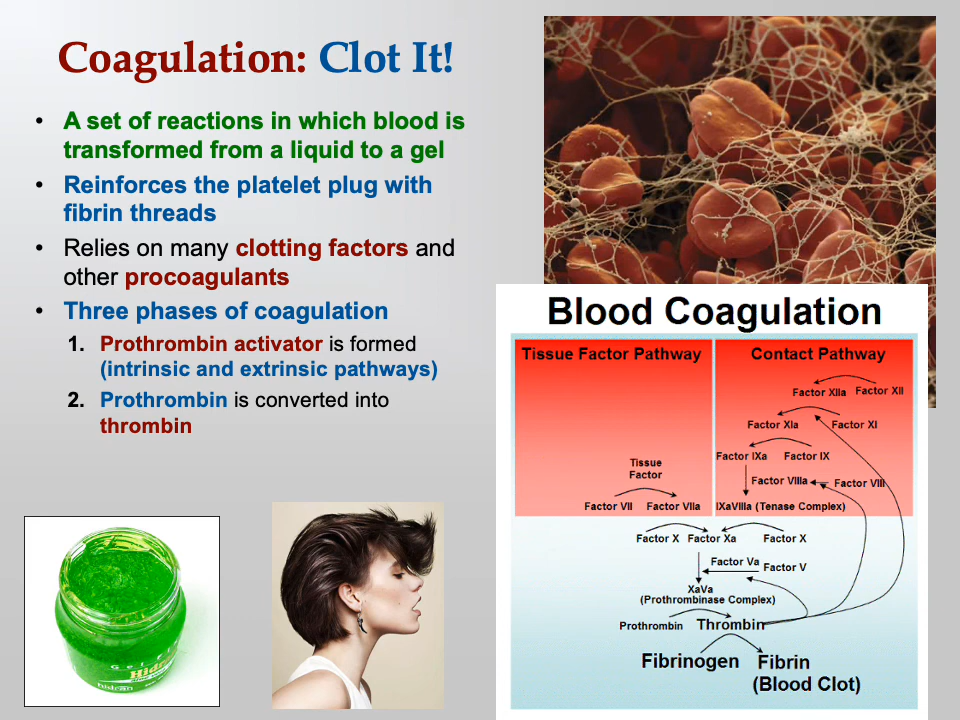 Coagulation: Clot It!
• A set of reactions in which blood is
transformed from a liquid to a gel
• Reinforces the platelet plug with
fibrin threads
• Relies on many clotting factors and
other procoagulants
• Three phases of coagulation
1. Prothrombin activator is formed
(intrinsic and extrinsic pathways)
2. Prothrombin is converted into
thrombin
Blood Coagulation
Tissue Factor Pathway
Contact Pathway
Factor XIIa Factor XII
Factor XIa Factor XI
Factor IXa Factor IX
Tissue
Factor
Factor VIIIa Factor VIII
Factor VII Factor VIIa
IXaVIIIa (Tenase Complex)
Factor X Factor Xa Factor X
Factor Va Factor V
XaVa
(Prothrombinase Complex)
Prothrombin Thrombin
Fibrinogen Fibrin
(Blood Clot)
Gel
hidran